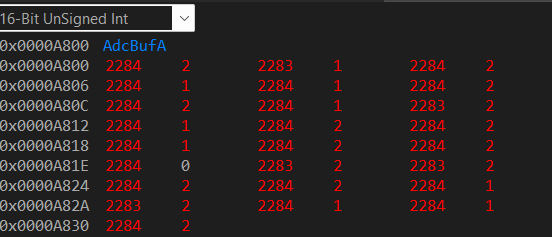 16-Bit UnSigned Int
0x0000A800 AdcBufA
0x0000A800 2284 2 2283 1 2284 2
0x0000A806 2284 1 2284 1 2284 2
0x0000A80C 2284 2 2284 1 2283 2
0x0000A812 2284 1 2284 2 2284 2
0x0000A818 2284 1 2284 2 2284 2
0x0000A81E 2284 0 2283 2 2283 2
0x0000A824 2284 2 2284 2 2284 1
0x0000A82A 2283 2 2284 1 2284 1
0x0000A830 2284 2